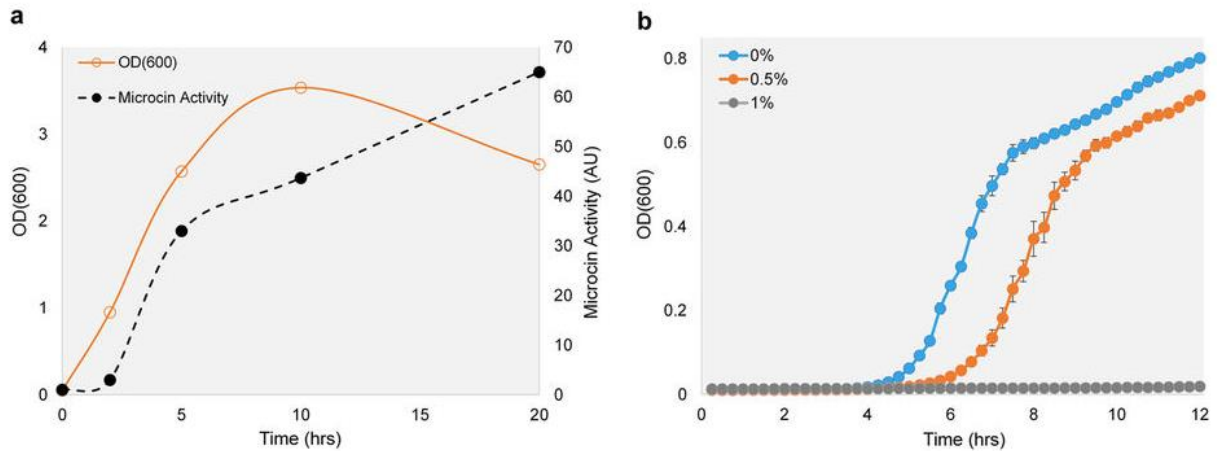 a
OD(600)
Microcin Activity
4
3
2
1
0
OD(600)
70
60
50
40
30
20
10
0
Microcin Activity (AU)
0 5 10 15 20
Time (hrs)
b
0%
0.5%
1%
0.8
0.6
0.4
0.2
0
OD(600)
0 2 4 6 8 10 12
Time (hrs)